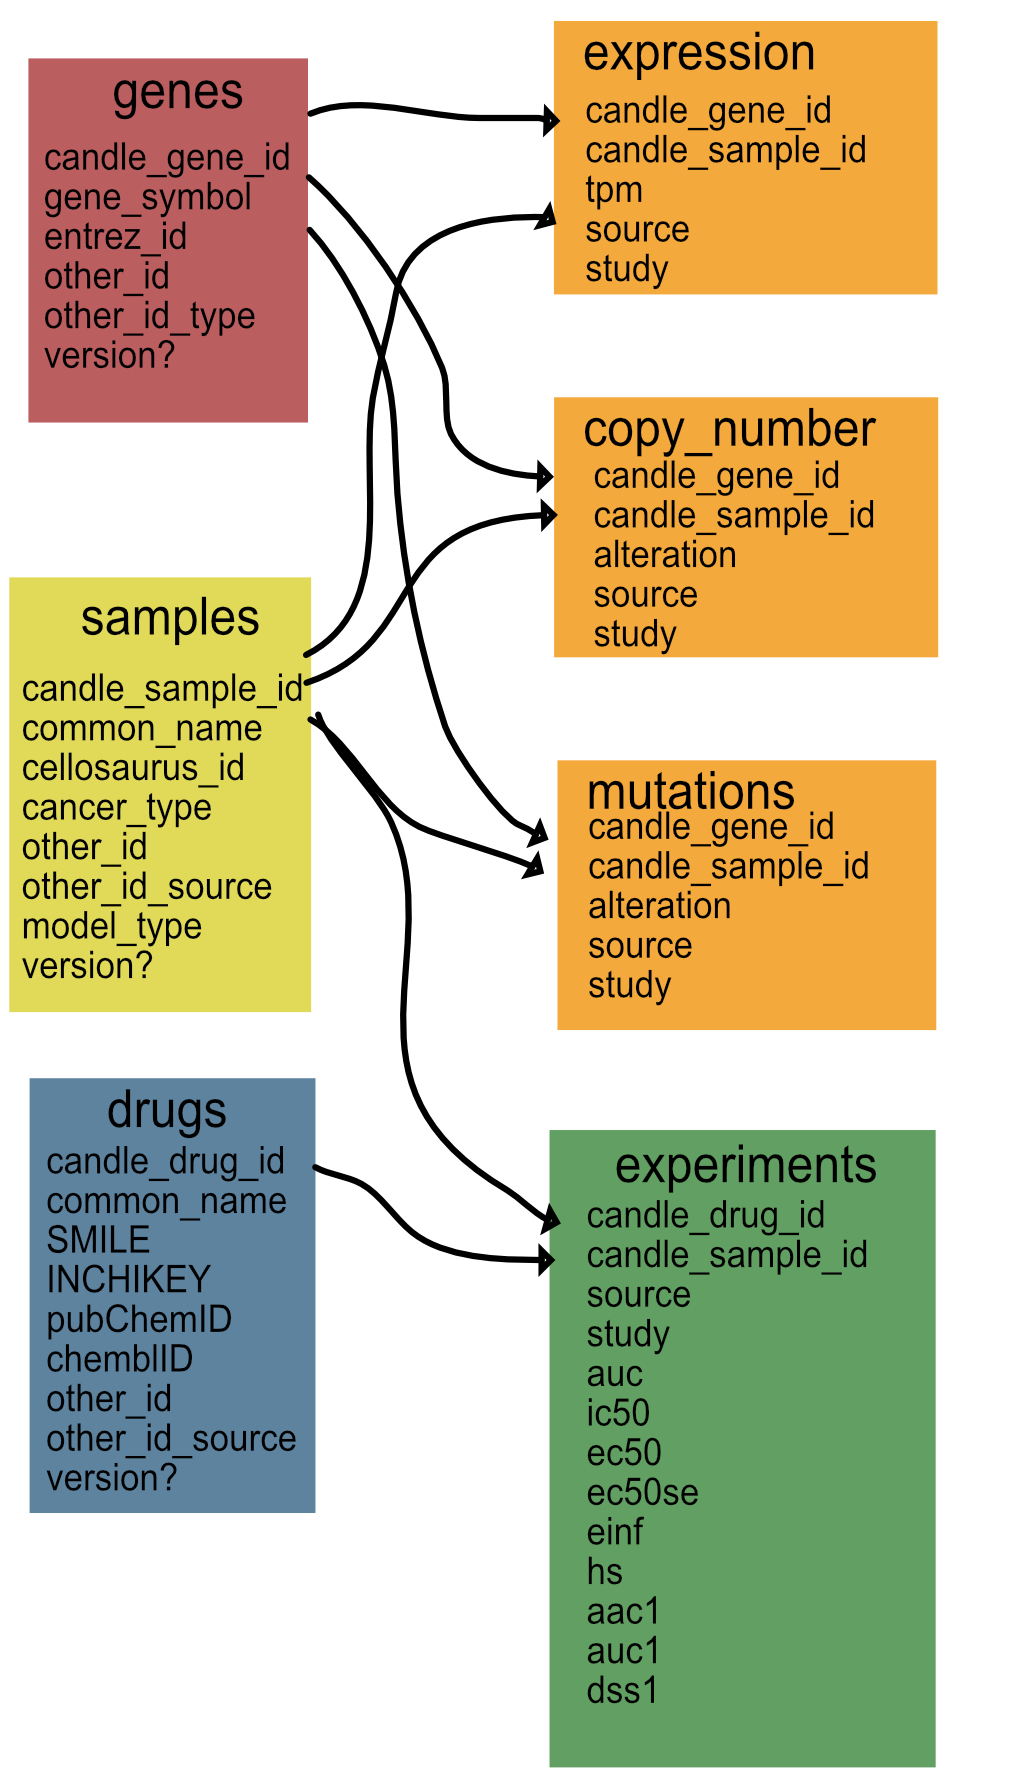 genes
candle_gene_id
gene_symbol
entrez_id
other_id
other_id_type
version?
samples
candle_sample_id
common_name
cellosaurus_id
cancer_type
other_id
other_id_source
model_type
version?
drugs
candle_drug_id
common_name
SMILE
INCHIKEY
pubChemID
chemblID
other_id
other_id_source
version?
expression
candle_gene_id
candle_sample_id
tpm
source
study
copy_number
candle_gene_id
candle_sample_id
alteration
source
study
mutations
candle_gene_id
candle_sample_id
alteration
source
study
experiments
candle_drug_id
candle_sample_id
source
study
auc
ic50
ec50
ec50se
einf
hs
aac1
auc1
dss1